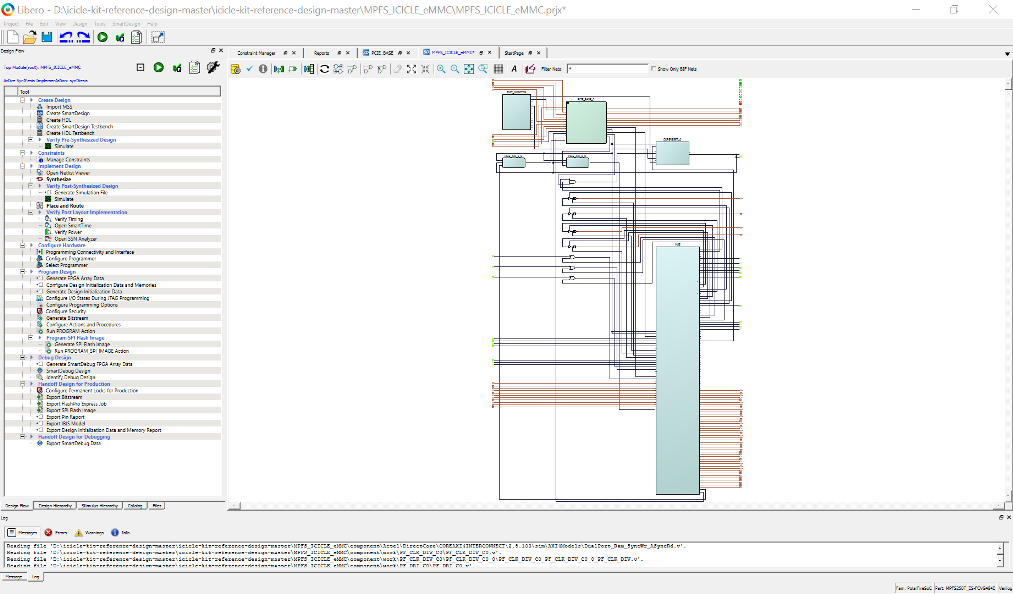 Libero - D:\icicle-kit-reference-design-master\icicle-kit-reference-design-master\MPFS_ICICLE_eMMC\MPFS_ICICLE_eMMC.prjx*
Project File Edit View Design Tools SmartDesign Help
Design Flow
Top Module(root): MPFS_ICICLE_eMMC
Active Synthesis Implementation: synthesis
Tool
Create Design
Import MSS
Create SmartDesign
Create HDL
Create SmartDesign Testbench
Create HDL Testbench
Verify Pre-Synthesized Design
Simulate
Constraints
Manage Constraints
Implement Design
Open Netlist Viewer
Synthesize
Verify Post-Synthesized Design
Generate Simulation File
Simulate
Place and Route
Verify Post Layout Implementation
Verify Timing
Open SmartTime
Verify Power
Open SSN Analyzer
Configure Hardware
Programming Connectivity and Interface
Configure Programmer
Select Programmer
Program Design
Generate FPGA Array Data
Configure Design Initialization Data and Memories
Generate Design Initialization Data
Configure I/O States During JTAG Programming
Configure Programming Options
Configure Security
Generate Bitstream
Configure Actions and Procedures
Run PROGRAM Action
Program SPI Flash Image
Generate SPI Flash Image
Run PROGRAM_SPI_IMAGE Action
Debug Design
Generate SmartDebug FPGA Array Data
SmartDebug Design
Identify Debug Design
Handoff Design for Production
Configure Permanent Locks for Production
Export Bitstream
Export FlashPro Express Job
Export SPI Flash Image
Export Pin Report
Export IBIS Model
Export Design Initialization Data and Memory Report
Handoff Design for Debugging
Export SmartDebug Data
Design Flow Design Hierarchy Stimulus Hierarchy Catalog Files
Constraint Manager Reports PCIE_BASE MPFS_ICICLE_eMMC* StartPage
Filter Nets Show Only BIF Nets
Log
Messages Errors Warnings Info
Reading file 'D:\icicle-kit-reference-design-master\icicle-kit-reference-design-master\MPFS_ICICLE_eMMC\component\Actel\DirectCore\COREAXI4INTERCONNECT\2.8.103\sim\AXI4Models\DualPort_Ram_SyncWr_ASyncRd.v'.
Reading file 'D:\icicle-kit-reference-design-master\icicle-kit-reference-design-master\MPFS_ICICLE_eMMC\component\work\PF_CLK_DIV_C0\PF_CLK_DIV_C0.v'.
Reading file 'D:\icicle-kit-reference-design-master\icicle-kit-reference-design-master\MPFS_ICICLE_eMMC\component\work\PF_CLK_DIV_C0\PF_CLK_DIV_C0_0\PF_CLK_DIV_C0_PF_CLK_DIV_C0_0_PF_CLK_DIV.v'.
Reading file 'D:\icicle-kit-reference-design-master\icicle-kit-reference-design-master\MPFS_ICICLE_eMMC\component\work\PF_DRI_C0\PF_DRI_C0.v'.
Message Log
Fam: PolarFireSoC Part: MPFS250T_ES-FCVG484E Verilog